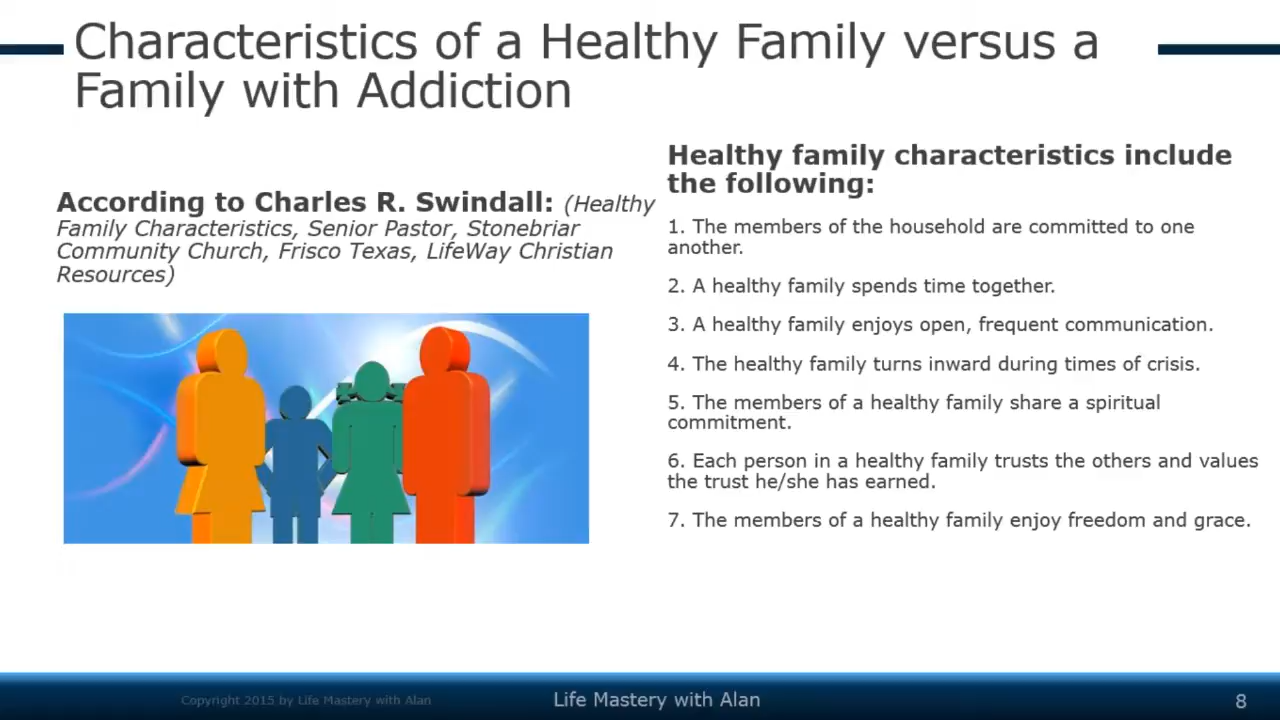 Characteristics of a Healthy Family versus a
Family with Addiction
According to Charles R. Swindall: (Healthy
Family Characteristics, Senior Pastor, Stonebriar
Community Church, Frisco Texas, LifeWay Christian
Resources)
Healthy family characteristics include
the following:
1. The members of the household are committed to one
another.
2. A healthy family spends time together.
3. A healthy family enjoys open, frequent communication.
4. The healthy family turns inward during times of crisis.
5. The members of a healthy family share a spiritual
commitment.
6. Each person in a healthy family trusts the others and values
the trust he/she has earned.
7. The members of a healthy family enjoy freedom and grace.
Copyright 2015 by Life Mastery with Alan
Life Mastery with Alan
8